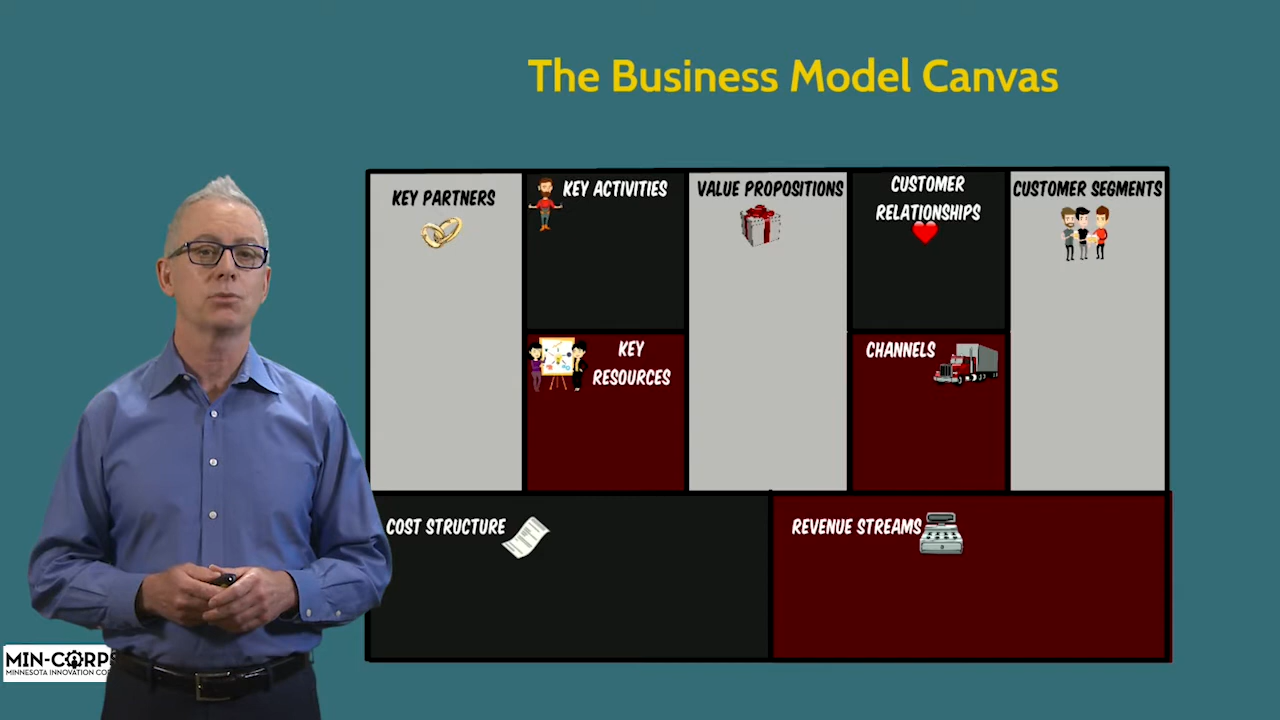 The Business Model Canvas
KEY PARTNERS
KEY ACTIVITIES
VALUE PROPOSITIONS
CUSTOMER
RELATIONSHIPS
CUSTOMER SEGMENTS
KEY
RESOURCES
CHANNELS
COST STRUCTURE
REVENUE STREAMS
MIN-CORPS
MINNESOTA INNOVATION